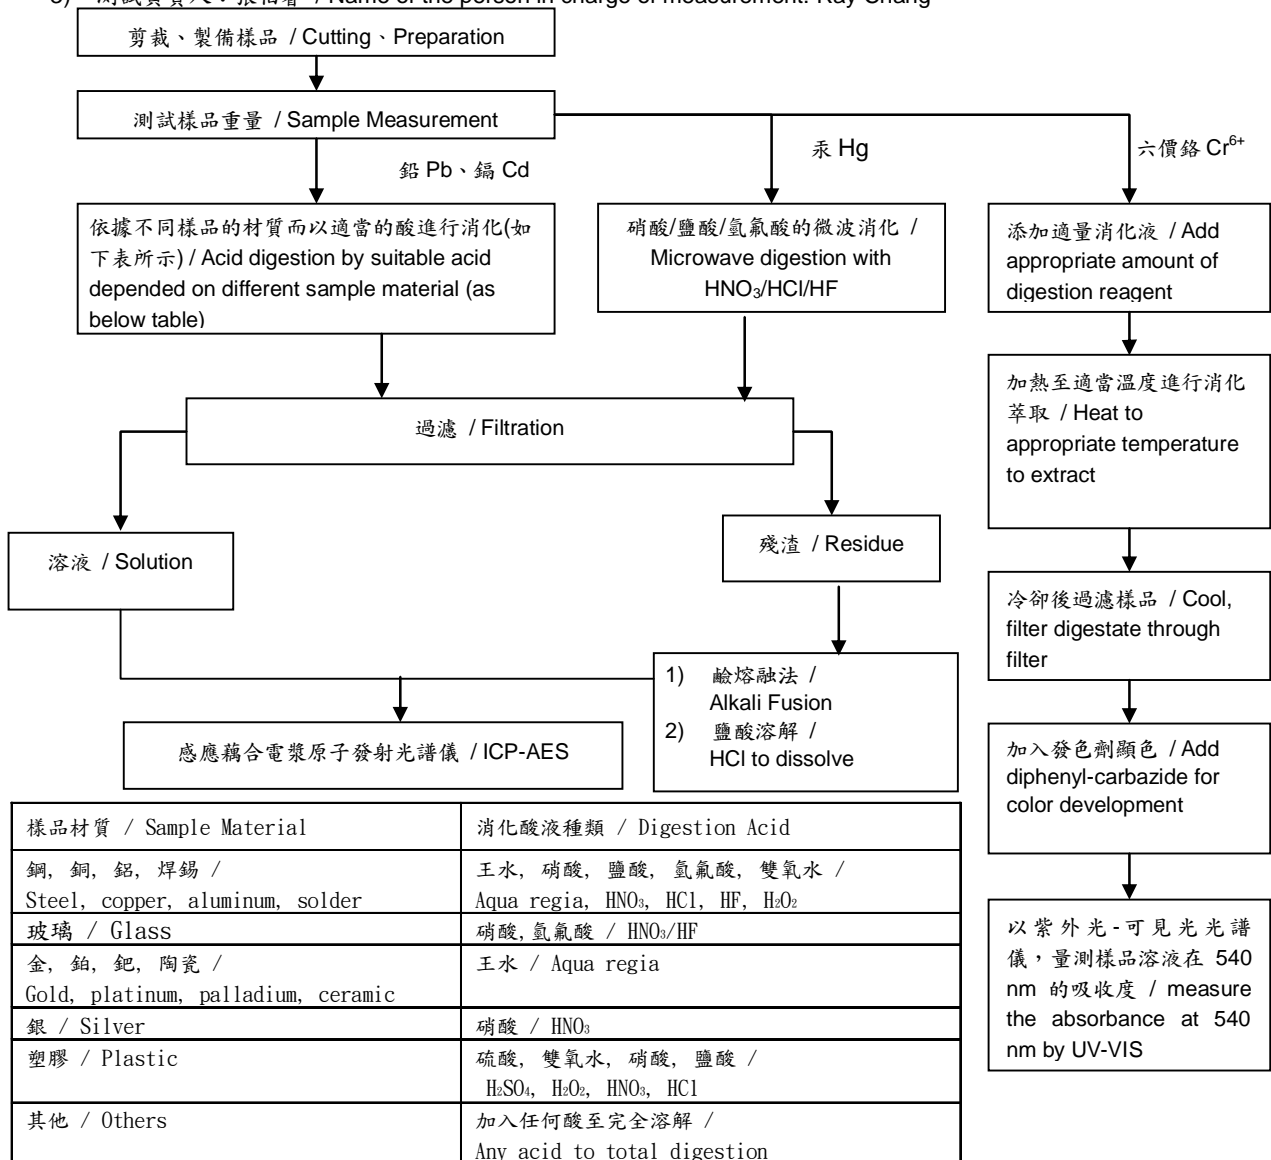 / Name of the person in charge of measurement: Ray Chang
剪裁、製備樣品 / Cutting、Preparation
測試樣品重量 / Sample Measurement
鉛 Pb、鎘 Cd
汞 Hg
六價鉻 Cr⁶⁺
依據不同樣品的材質而以適當的酸進行消化(如
下表所示) / Acid digestion by suitable acid
depended on different sample material (as
below table)
硝酸/鹽酸/氫氟酸的微波消化 /
Microwave digestion with
HNO₃/HCl/HF
添加適量消化液 / Add
appropriate amount of
digestion reagent
加熱至適當溫度進行消化
萃取 / Heat to
appropriate temperature
to extract
過濾 / Filtration
溶液 / Solution
殘渣 / Residue
冷卻後過濾樣品 / Cool,
filter digestate through
filter
1) 鹼熔融法 /
Alkali Fusion
2) 鹽酸溶解 /
HCl to dissolve
感應藕合電漿原子發射光譜儀 / ICP-AES
加入發色劑顯色 / Add
diphenyl-carbazide for
color development
以紫外光-可見光光譜
儀，量測樣品溶液在 540
nm 的吸收度 / measure
the absorbance at 540
nm by UV-VIS
樣品材質 / Sample Material
消化酸液種類 / Digestion Acid
鋼, 銅, 鋁, 焊錫 /
Steel, copper, aluminum, solder
王水, 硝酸, 鹽酸, 氫氟酸, 雙氧水 /
Aqua regia, HNO₃, HCl, HF, H₂O₂
玻璃 / Glass
硝酸,氫氟酸 / HNO₃/HF
金, 鉑, 鈀, 陶瓷 /
Gold, platinum, palladium, ceramic
王水 / Aqua regia
銀 / Silver
硝酸 / HNO₃
塑膠 / Plastic
硫酸, 雙氧水, 硝酸, 鹽酸 /
H₂SO₄, H₂O₂, HNO₃, HCl
其他 / Others
加入任何酸至完全溶解 /
Any acid to total digestion